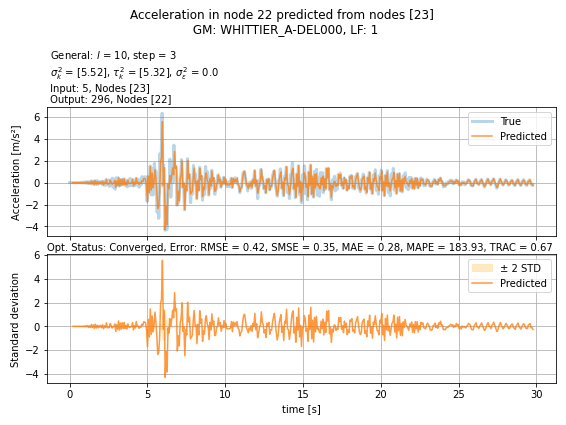 Acceleration in node 22 predicted from nodes [23]
GM: WHITTIER_A-DEL000, LF: 1
General: l = 10, step = 3
σ²ₖ = [5.52], τ²ₖ = [5.32], σ²ε = 0.0
Input: 5, Nodes [23]
Output: 296, Nodes [22]
Acceleration [m/s²]
6
4
2
0
−2
−4
True
Predicted
Opt. Status: Converged, Error: RMSE = 0.42, SMSE = 0.35, MAE = 0.28, MAPE = 183.93, TRAC = 0.67
Standard deviation
6
4
2
0
−2
−4
± 2 STD
Predicted
0 5 10 15 20 25 30
time [s]